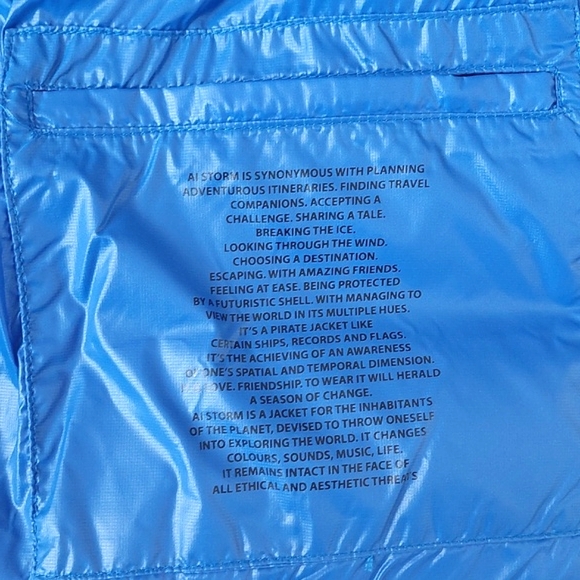 AI STORM IS SYNONYMOUS WITH PLANNING
ADVENTUROUS ITINERARIES. FINDING TRAVEL
COMPANIONS. ACCEPTING A
CHALLENGE. SHARING A TALE.
BREAKING THE ICE.
LOOKING THROUGH THE WIND.
CHOOSING A DESTINATION.
ESCAPING. WITH AMAZING FRIENDS.
FEELING AT EASE. BEING PROTECTED
BY A FUTURISTIC SHELL. WITH MANAGING TO
VIEW THE WORLD IN ITS MULTIPLE HUES.
IT'S A PIRATE JACKET LIKE
CERTAIN SHIPS, RECORDS AND FLAGS.
IT'S THE ACHIEVING OF AN AWARENESS
OF ONE'S SPATIAL AND TEMPORAL DIMENSION.
LOVE. FRIENDSHIP. TO WEAR IT WILL HERALD
A SEASON OF CHANGE.
AI STORM IS A JACKET FOR THE INHABITANTS
OF THE PLANET, DEVISED TO THROW ONESELF
INTO EXPLORING THE WORLD. IT CHANGES
COLOURS, SOUNDS, MUSIC, LIFE.
IT REMAINS INTACT IN THE FACE OF
ALL ETHICAL AND AESTHETIC THREATS